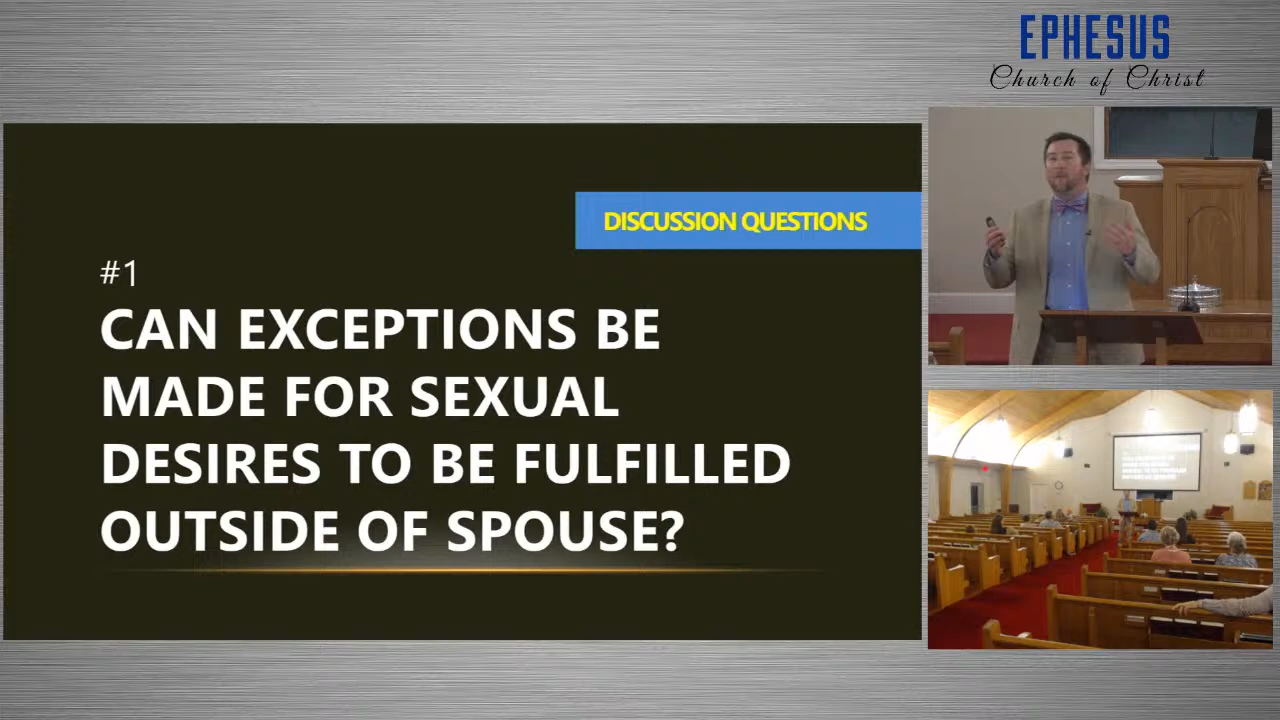 EPHESUS
Church of Christ
DISCUSSION QUESTIONS
#1
CAN EXCEPTIONS BE
MADE FOR SEXUAL
DESIRES TO BE FULFILLED
OUTSIDE OF SPOUSE?